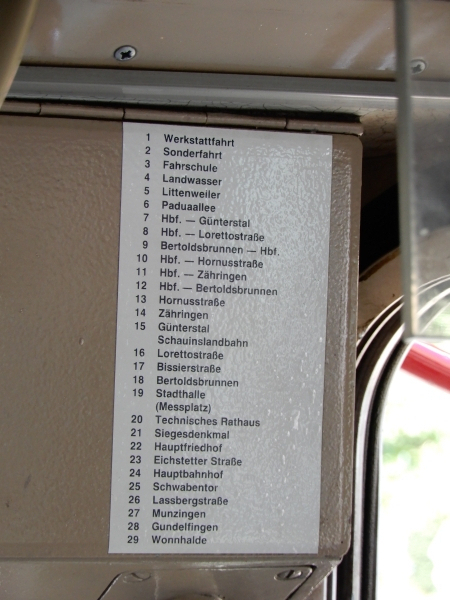 1 Werkstattfahrt
2 Sonderfahrt
3 Fahrschule
4 Landwasser
5 Littenweiler
6 Paduaallee
7 Hbf. — Günterstal
8 Hbf. — Lorettostraße
9 Bertoldsbrunnen — Hbf.
10 Hbf. — Hornusstraße
11 Hbf. — Zähringen
12 Hbf. — Bertoldsbrunnen
13 Hornusstraße
14 Zähringen
15 Günterstal
Schauinslandbahn
16 Lorettostraße
17 Bissierstraße
18 Bertoldsbrunnen
19 Stadthalle
(Messplatz)
20 Technisches Rathaus
21 Siegesdenkmal
22 Hauptfriedhof
23 Eichstetter Straße
24 Hauptbahnhof
25 Schwabentor
26 Lassbergstraße
27 Munzingen
28 Gundelfingen
29 Wonnhalde